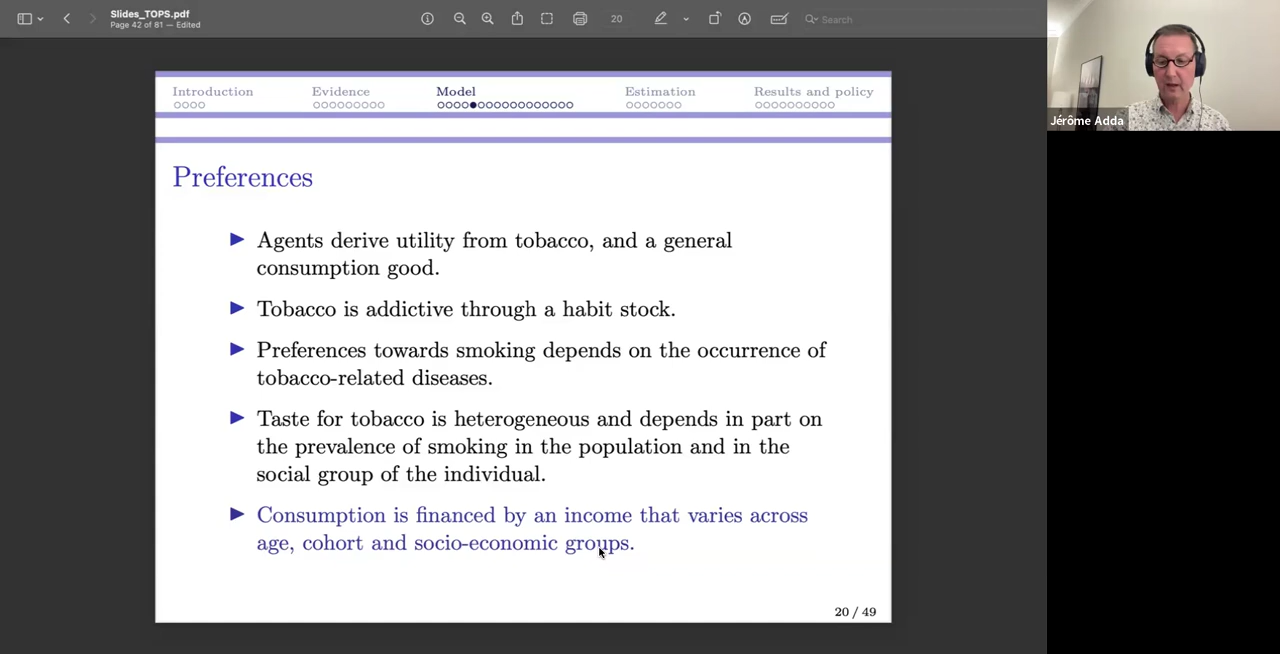 Slides_TOPS.pdf
Page 42 of 81 — Edited
20
Search
Jérôme Adda
Introduction
Evidence
Model
Estimation
Results and policy
Preferences
Agents derive utility from tobacco, and a general
consumption good.
Tobacco is addictive through a habit stock.
Preferences towards smoking depends on the occurrence of
tobacco-related diseases.
Taste for tobacco is heterogeneous and depends in part on
the prevalence of smoking in the population and in the
social group of the individual.
Consumption is financed by an income that varies across
age, cohort and socio-economic groups.
20 / 49